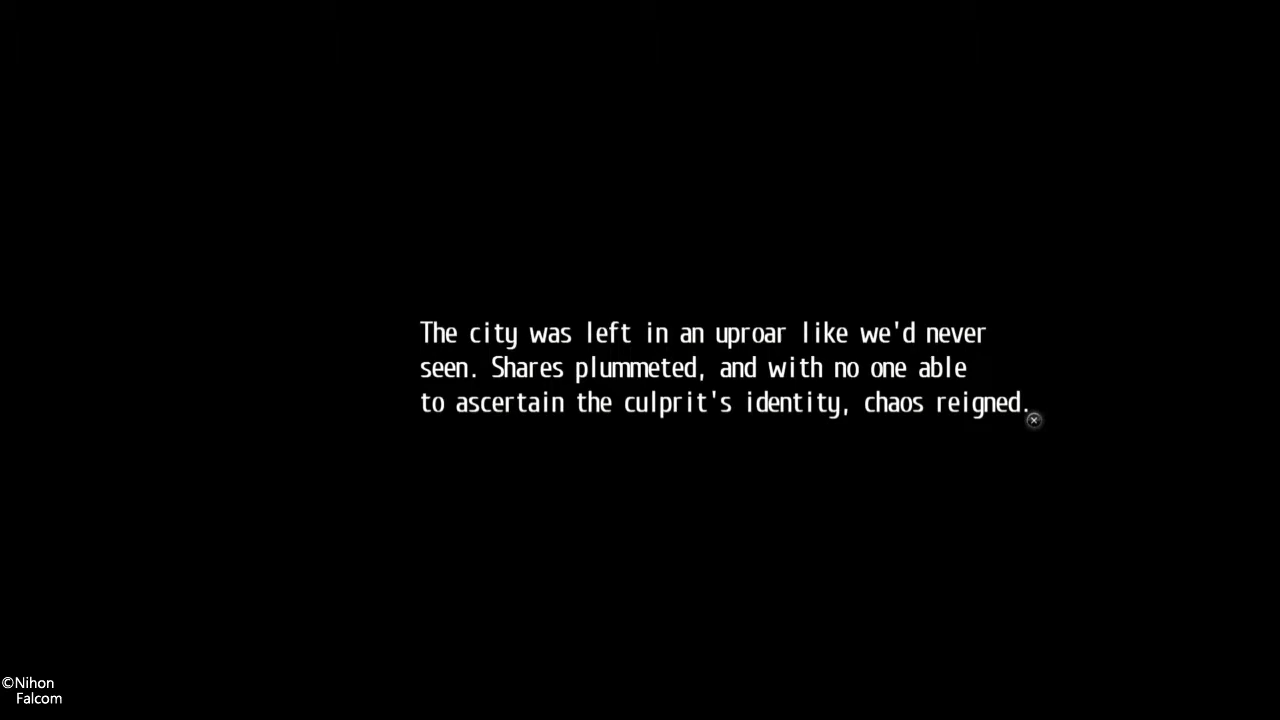 The city was left in an uproar like we'd never
seen. Shares plummeted, and with no one able
to ascertain the culprit's identity, chaos reigned.
©Nihon
Falcom